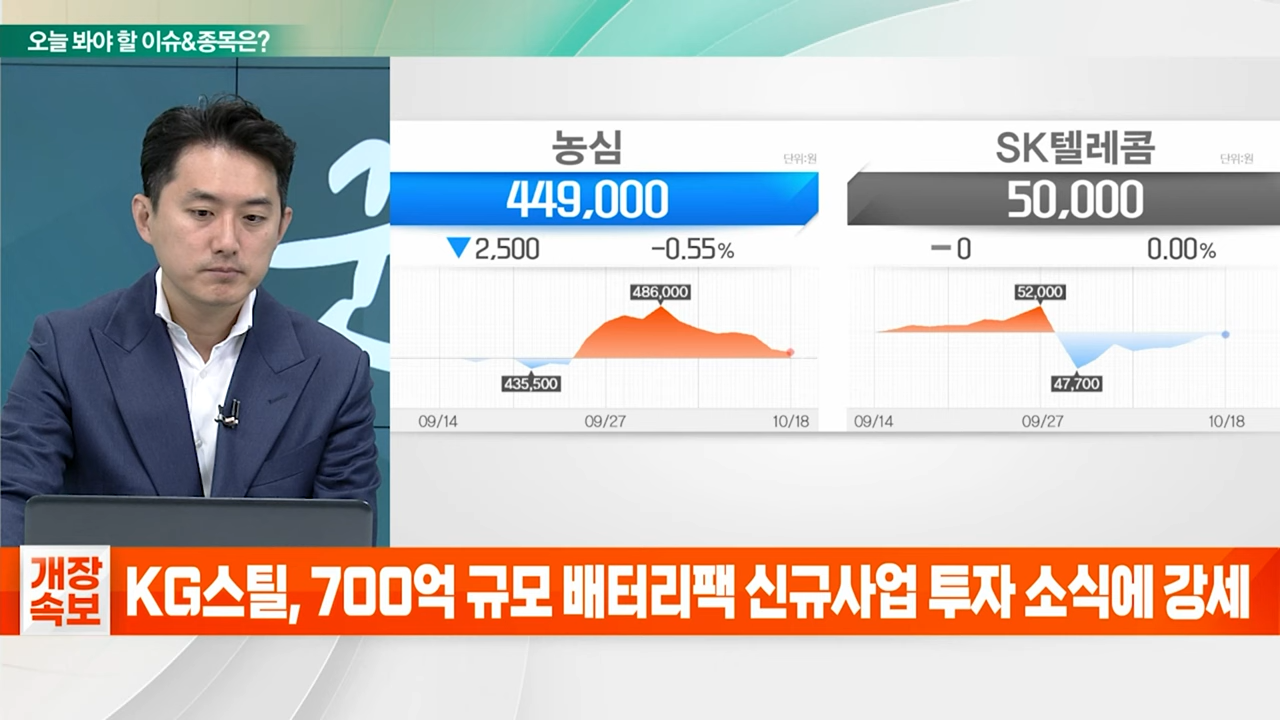 오늘 봐야 할 이슈&종목은?
농심
단위:원
449,000
▼2,500 -0.55%
486,000
435,500
09/14 09/27 10/18
SK텔레콤
단위:원
50,000
－0 0.00%
52,000
47,700
09/14 09/27 10/18
개장
속보
KG스틸, 700억 규모 배터리팩 신규사업 투자 소식에 강세